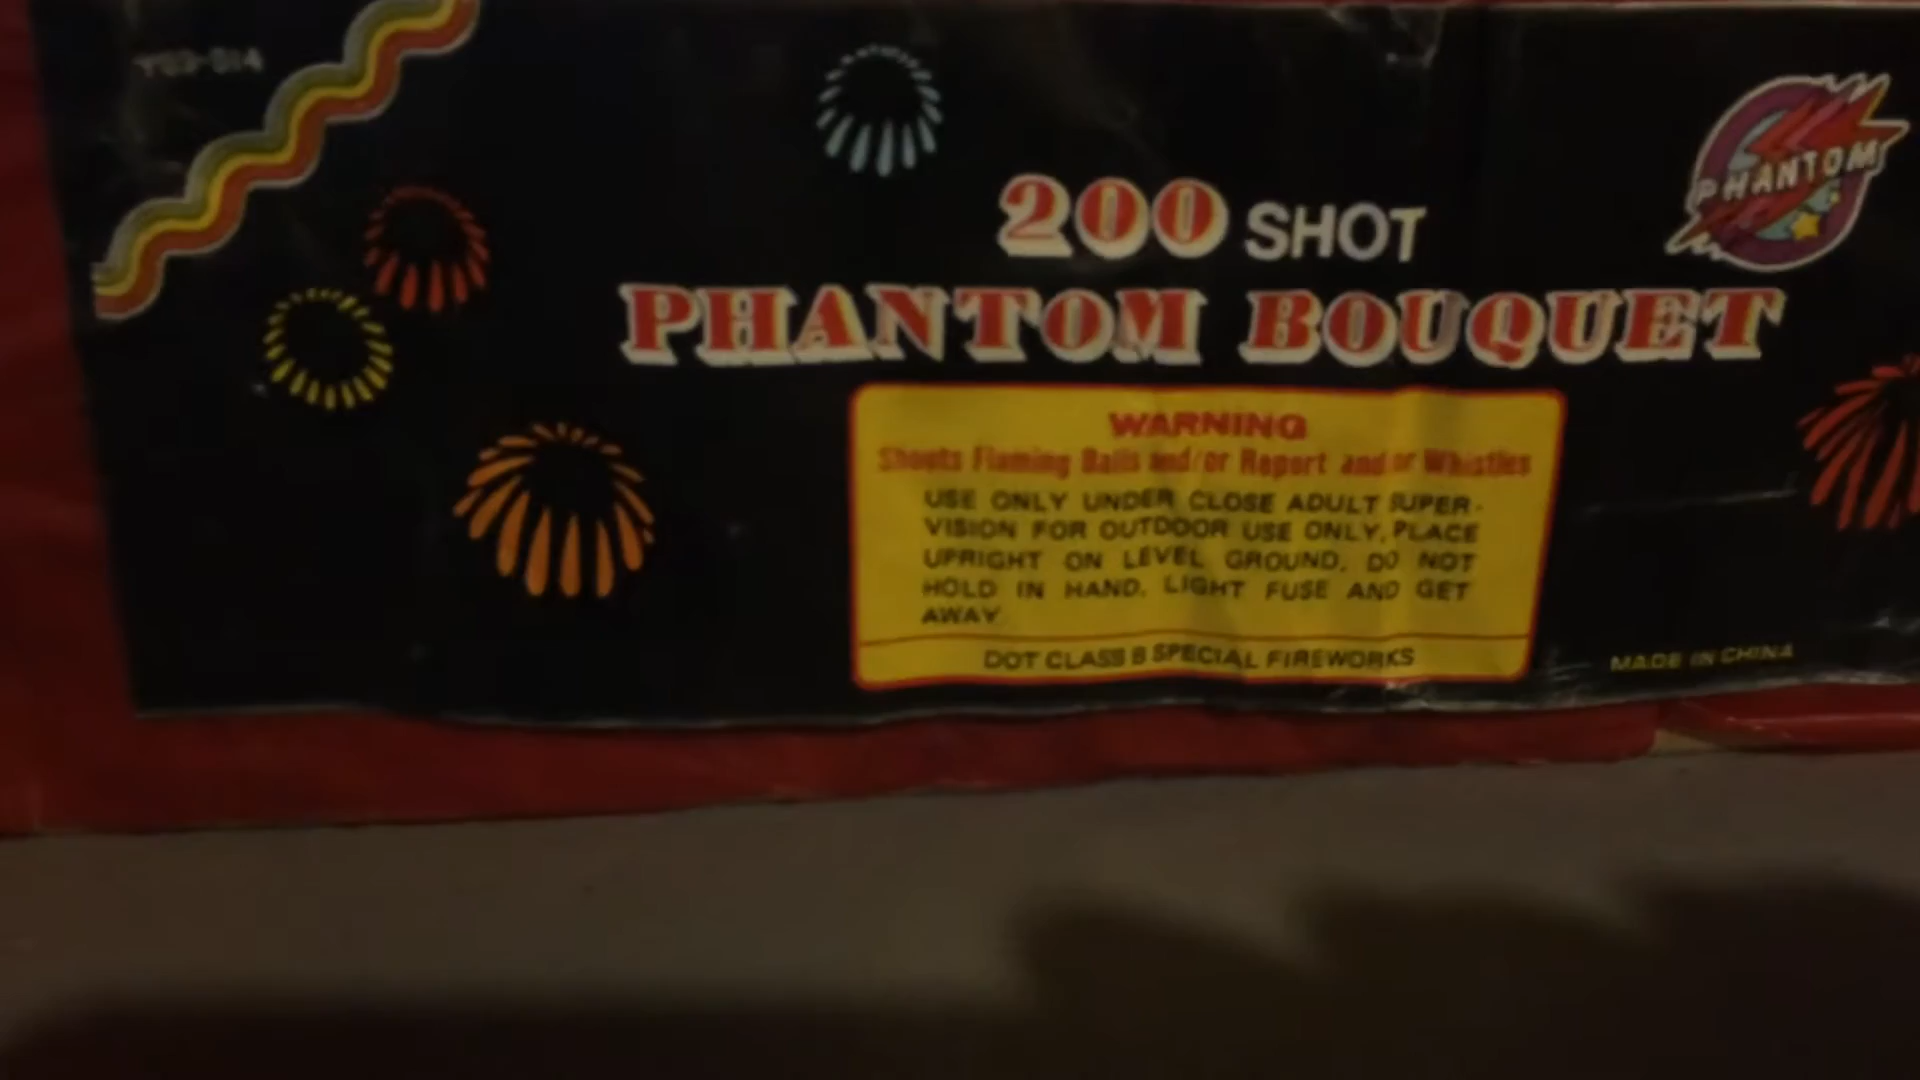 200 SHOT
PHANTOM
PHANTOM BOUQUET
WARNING
Shoots Flaming Balls and/or Report and/or Whistles
USE ONLY UNDER CLOSE ADULT SUPER-
VISION FOR OUTDOOR USE ONLY. PLACE
UPRIGHT ON LEVEL GROUND. DO NOT
HOLD IN HAND. LIGHT FUSE AND GET
AWAY
DOT CLASS B SPECIAL FIREWORKS
MADE IN CHINA